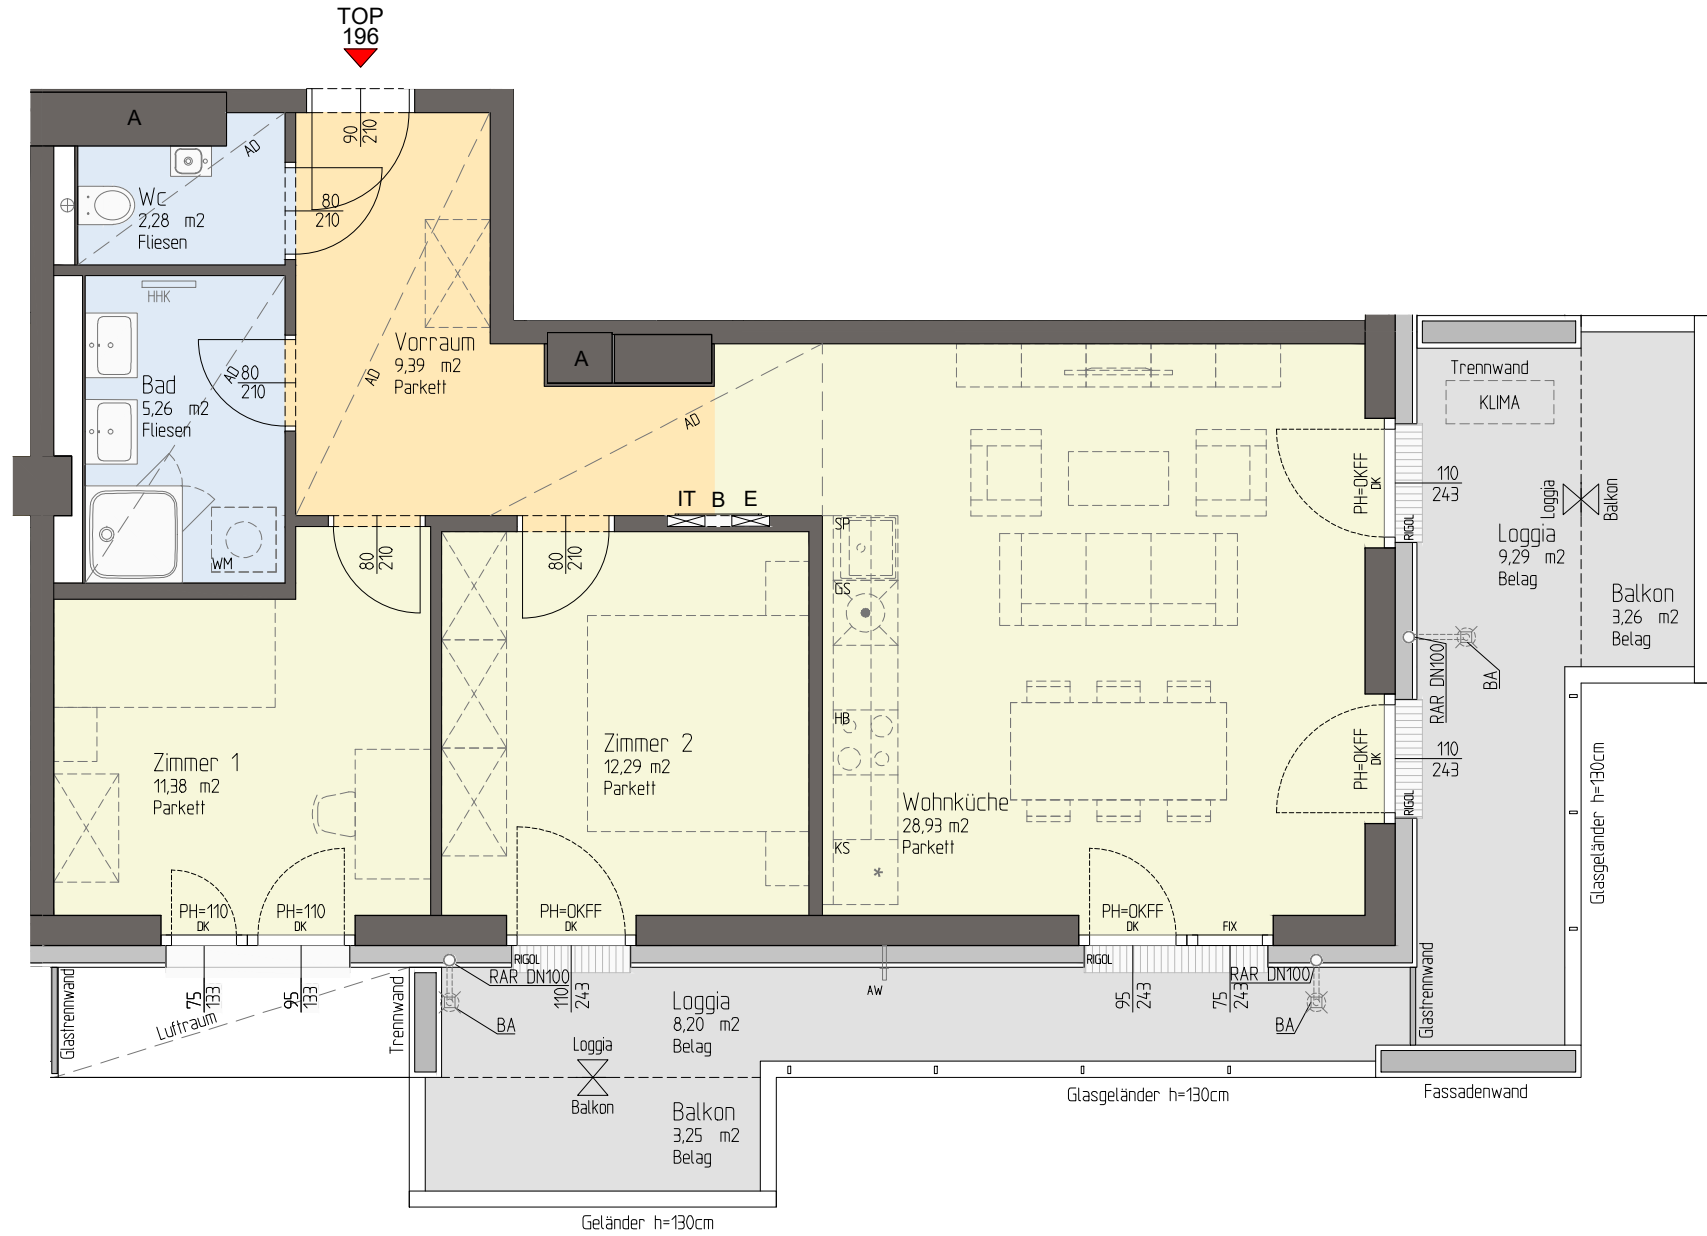 TOP
196
A
90
210
AD
Wc
2,28 m2
Fliesen
80
210
HHK
Bad
5,26 m2
Fliesen
AD
80
210
WM
Vorraum
9,39 m2
Parkett
AD
A
AD
IT B E
80
210
80
210
Zimmer 1
11,38 m2
Parkett
Zimmer 2
12,29 m2
Parkett
SP
GS
HB
KS
*
Wohnküche
28,93 m2
Parkett
PH=OKFF
DK
110
243
RIGOL
PH=OKFF
DK
110
243
RIGOL
Trennwand
KLIMA
Loggia
Balkon
Loggia
9,29 m2
Belag
Balkon
3,26 m2
Belag
RAR DN100
BA
Glasgeländer h=130cm
PH=110
DK
PH=110
DK
PH=OKFF
DK
PH=OKFF
DK
FIX
75
133
95
133
Glastrennwand
Luftraum
Trennwand
RIGOL
RAR DN100
110
243
BA
Loggia
8,20 m2
Belag
AW
RIGOL
95
243
75
243
RAR DN100
BA
Glastrennwand
Loggia
Balkon
Balkon
3,25 m2
Belag
Glasgeländer h=130cm
Fassadenwand
Geländer h=130cm